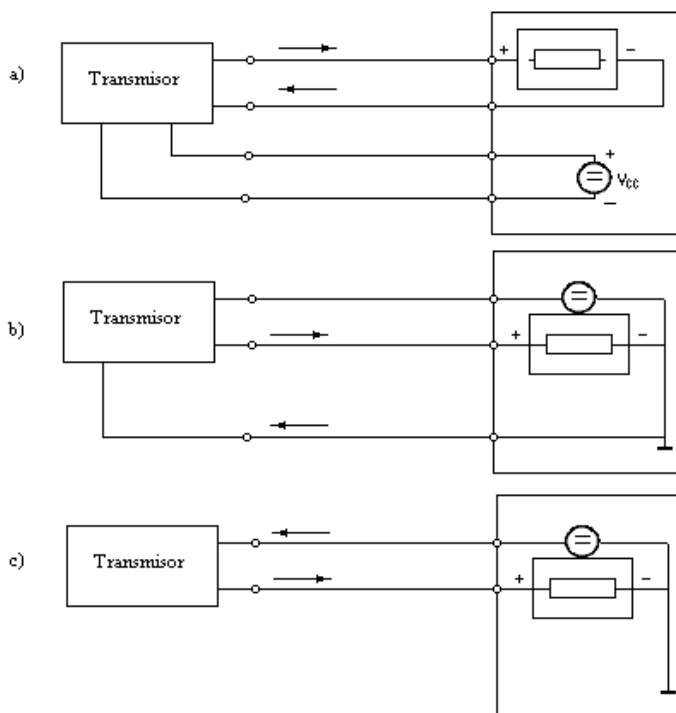 a)
Transmisor
+
−
+
Vcc
−
b)
Transmisor
+
−
c)
Transmisor
+
−